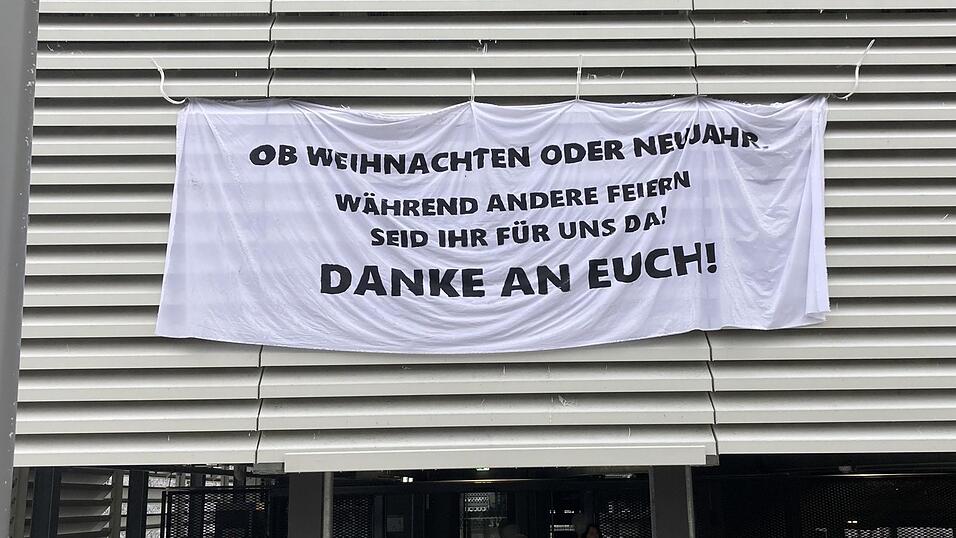 OB WEIHNACHTEN ODER NEUJAHR.
WÄHREND ANDERE FEIERN
SEID IHR FÜR UNS DA!
DANKE AN EUCH!